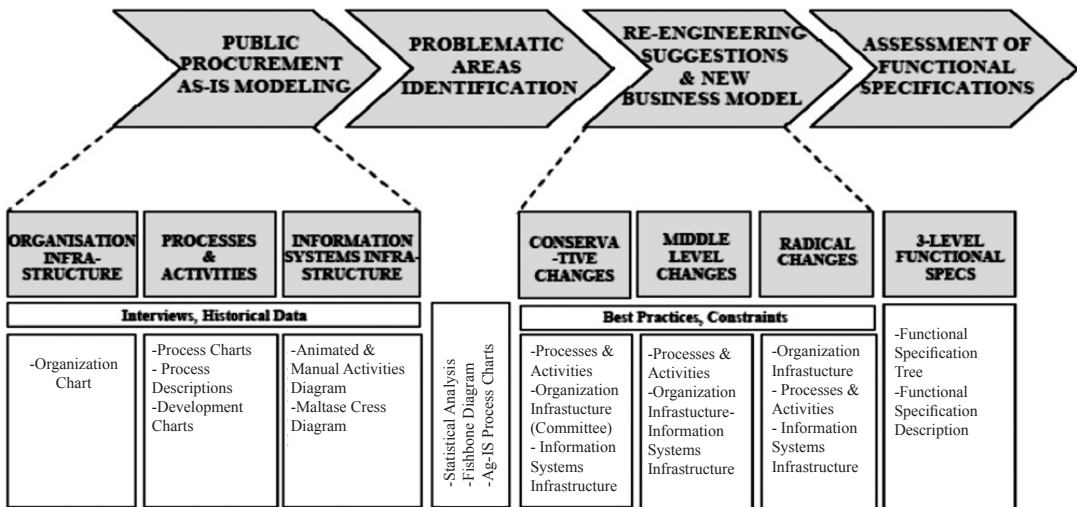 PUBLIC
PROCUREMENT
AS-IS MODELING
PROBLEMATIC
AREAS
IDENTIFICATION
RE-ENGINEERING
SUGGESTIONS
& NEW
BUSINESS MODEL
ASSESSMENT OF
FUNCTIONAL
SPECIFICATIONS
ORGANISATION
INFRA-
STRUCTURE
PROCESSES
&
ACTIVITIES
INFORMATION
SYSTEMS INFRA-
STRUCTURE
CONSERVA
-TIVE
CHANGES
MIDDLE
LEVEL
CHANGES
RADICAL
CHANGES
3-LEVEL
FUNCTIONAL
SPECS
Interviews, Historical Data
Best Practices, Constraints
-Organization
Chart
-Process Charts
- Process
Descriptions
-Development
Charts
-Animated &
Manual Activities
Diagram
-Maltase Cress
Diagram
-Statistical Analysis
-Fishbone Diagram
-Ag-IS Process Charts
-Processes &
Activities
-Organization
Infrastucture
(Committee)
- Information
Systems
Infrastructure
-Processes &
Activities
-Organization
Infrastucture-
Information
Systems
Infrastructure
-Organization
Infrastucture
- Processes &
Activities
- Information
Systems
Infrastructure
-Functional
Specification
Tree
-Functional
Specification
Description